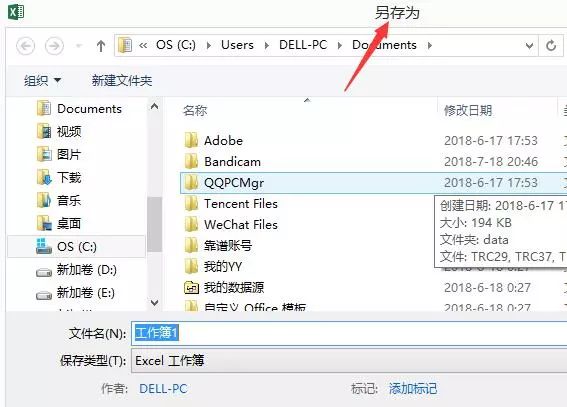 另存为
« OS (C:) › Users › DELL-PC › Documents ›
组织 新建文件夹
名称 修改日期
Documents
视频
图片
下载
音乐
桌面
OS (C:)
新加卷 (D:)
新加卷 (E:)
Adobe 2018-6-17 17:53
Bandicam 2018-7-18 20:46
QQPCMgr 2018-6-17 17:53
Tencent Files
WeChat Files
靠谱账号
我的YY
我的数据源 2018-6-18 0:27
自定义 Office 模板 2018-6-18 0:27
创建日期: 2018-6-17 17
大小: 194 KB
文件夹: data
文件: TRC29, TRC37, T
文件名(N): 工作簿1
保存类型(T): Excel 工作簿
作者: DELL-PC 标记: 添加标记